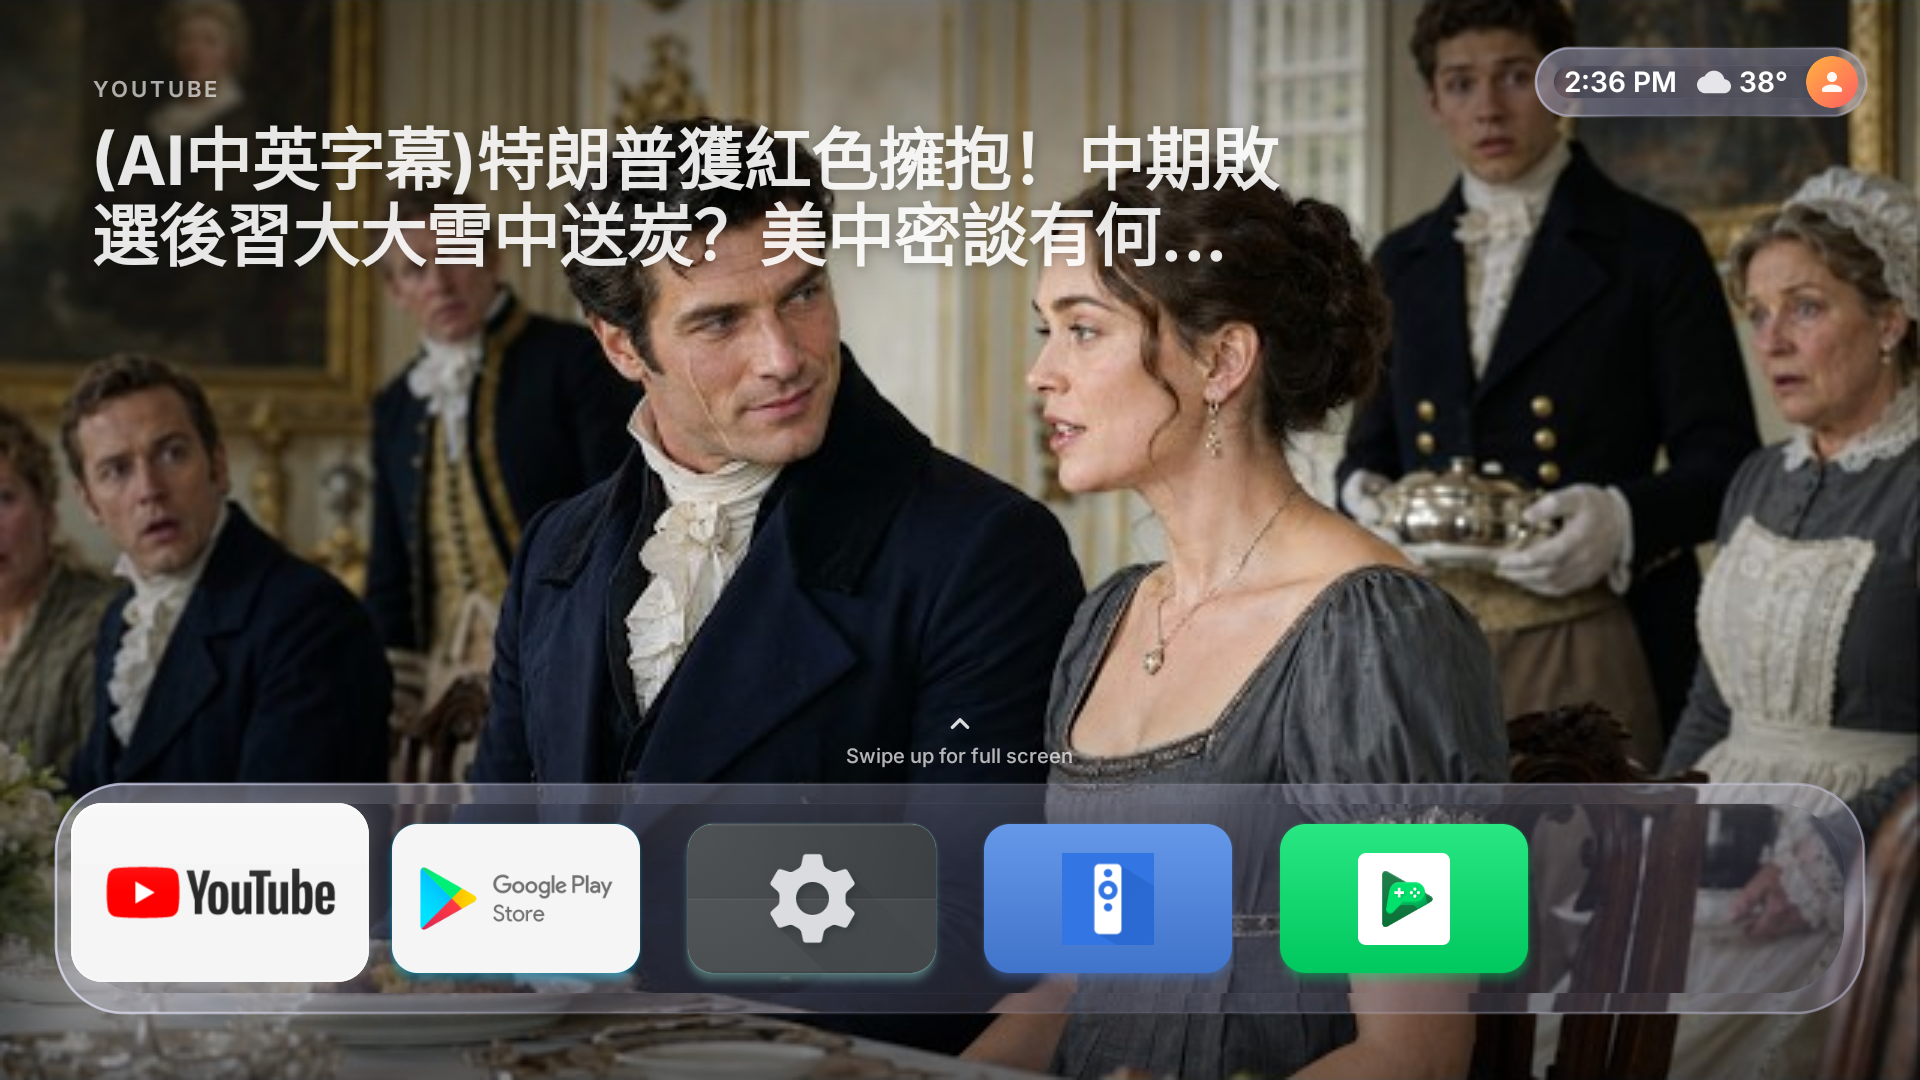 YOUTUBE
2:36 PM 38°
(AI中英字幕)特朗普獲紅色擁抱！中期敗
選後習大大雪中送炭？美中密談有何...
Swipe up for full screen
YouTube
Google Play
Store